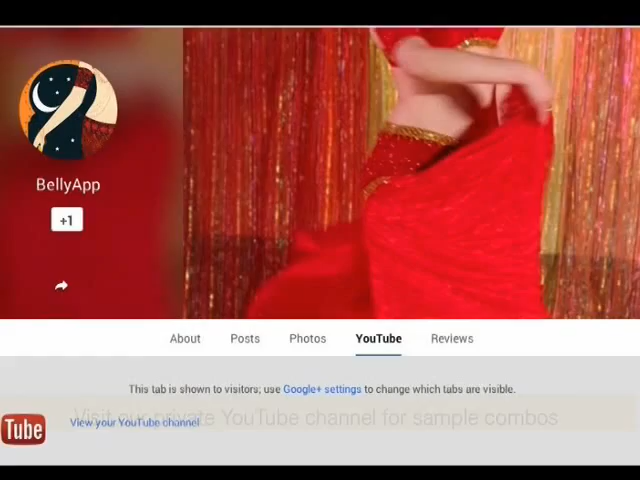 BellyApp
+1
About Posts Photos YouTube Reviews
This tab is shown to visitors; use Google+ settings to change which tabs are visible.
Visit our private YouTube channel for sample combos
Tube
View your YouTube channel